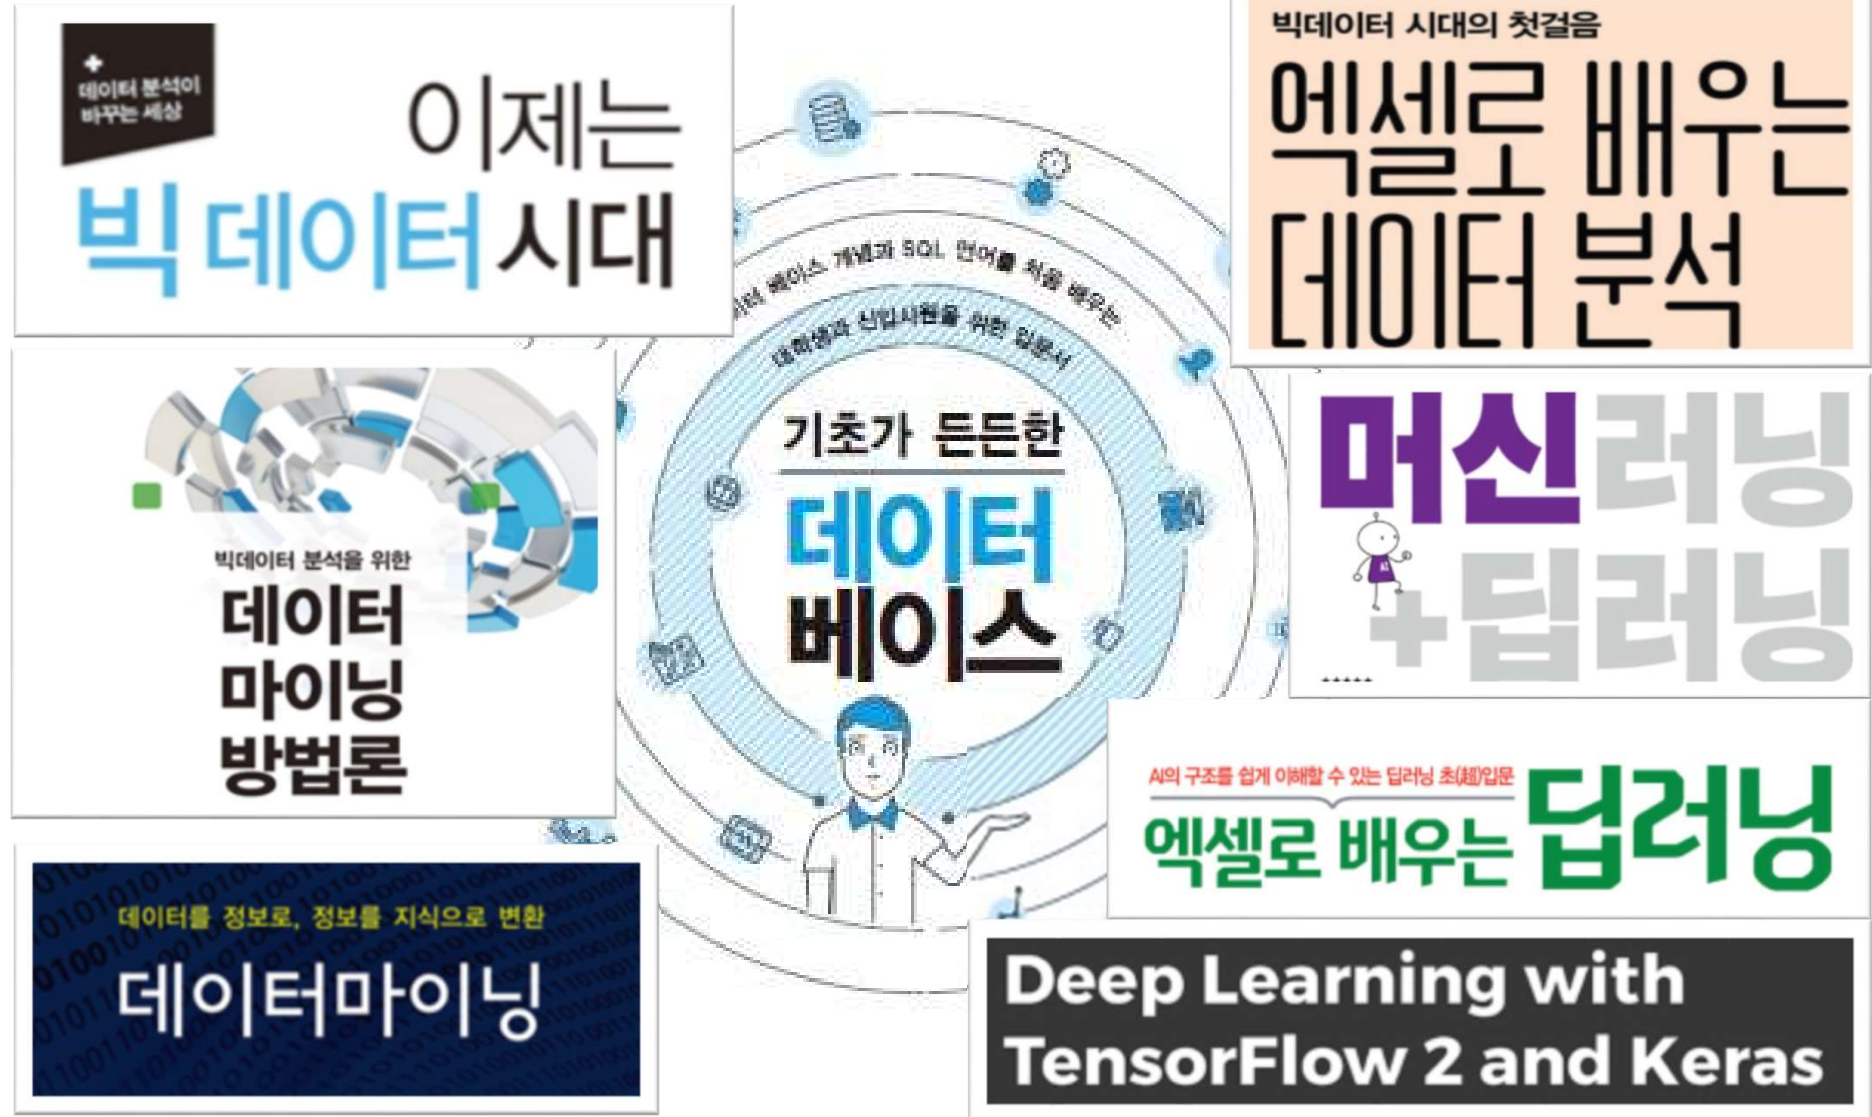 데이터 분석이
바꾸는 세상
이제는
빅 데이터 시대
빅데이터 시대의 첫걸음
엑셀로 배우는
데이터 분석
베이스 개념과 SQL 언어를 처음 배우는
대학생과 신입사원을 위한 입문서
기초가 든든한
데이터
베이스
빅데이터 분석을 위한
데이터
마이닝
방법론
머신러닝
AI
+딥러닝
AI의 구조를 쉽게 이해할 수 있는 딥러닝 초(超)입문
엑셀로 배우는 딥러닝
데이터를 정보로, 정보를 지식으로 변환
데이터마이닝
Deep Learning with
TensorFlow 2 and Keras